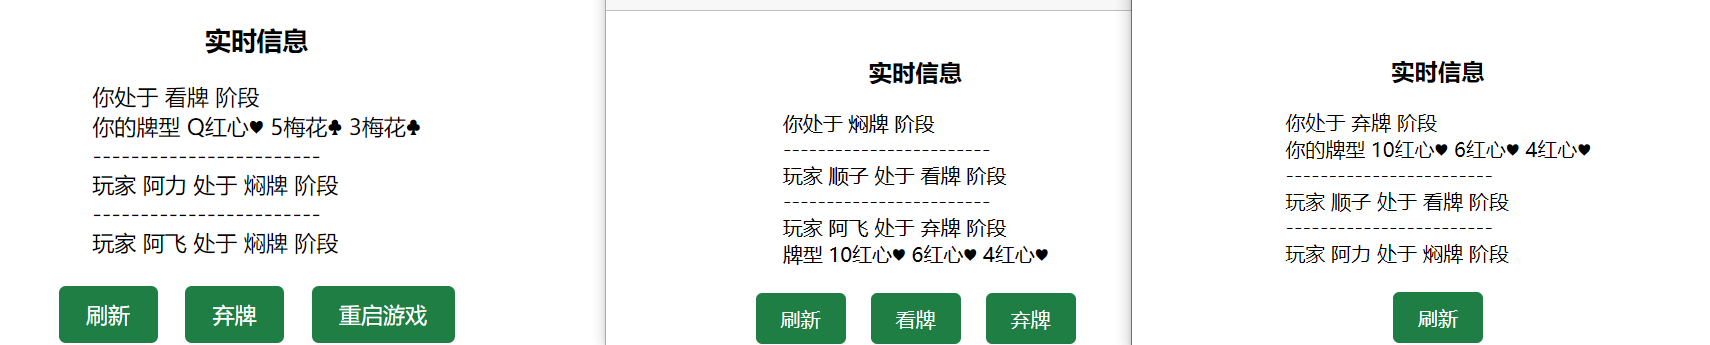 实时信息
你处于 看牌 阶段
你的牌型 Q红心♥ 5梅花♣ 3梅花♣
------------------------
玩家 阿力 处于 焖牌 阶段
------------------------
玩家 阿飞 处于 焖牌 阶段
刷新 弃牌 重启游戏
实时信息
你处于 焖牌 阶段
------------------------
玩家 顺子 处于 看牌 阶段
------------------------
玩家 阿飞 处于 弃牌 阶段
牌型 10红心♥ 6红心♥ 4红心♥
刷新 看牌 弃牌
实时信息
你处于 弃牌 阶段
你的牌型 10红心♥ 6红心♥ 4红心♥
------------------------
玩家 顺子 处于 看牌 阶段
------------------------
玩家 阿力 处于 焖牌 阶段
刷新